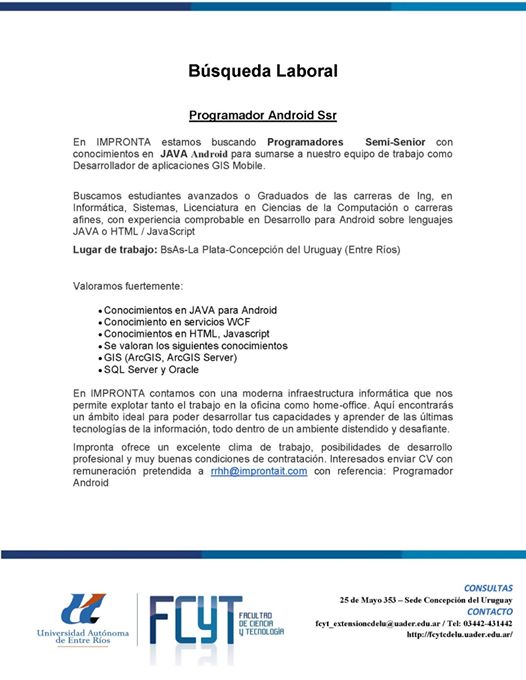 Búsqueda Laboral
Programador Android Ssr
En IMPRONTA estamos buscando Programadores Semi-Senior con
conocimientos en JAVA Android para sumarse a nuestro equipo de trabajo como
Desarrollador de aplicaciones GIS Mobile.
Buscamos estudiantes avanzados o Graduados de las carreras de Ing, en
Informática, Sistemas, Licenciatura en Ciencias de la Computación o carreras
afines, con experiencia comprobable en Desarrollo para Android sobre lenguajes
JAVA o HTML / JavaScript
Lugar de trabajo: BsAs-La Plata-Concepción del Uruguay (Entre Ríos)
Valoramos fuertemente:
• Conocimientos en JAVA para Android
• Conocimiento en servicios WCF
• Conocimientos en HTML, Javascript
• Se valoran los siguientes conocimientos
• GIS (ArcGIS, ArcGIS Server)
• SQL Server y Oracle
En IMPRONTA contamos con una moderna infraestructura informática que nos
permite explotar tanto el trabajo en la oficina como home-office. Aquí encontrarás
un ámbito ideal para poder desarrollar tus capacidades y aprender de las últimas
tecnologías de la información, todo dentro de un ambiente distendido y desafiante.
Impronta ofrece un excelente clima de trabajo, posibilidades de desarrollo
profesional y muy buenas condiciones de contratación. Interesados enviar CV con
remuneración pretendida a rrhh@improntait.com con referencia: Programador
Android
Universidad Autónoma
de Entre Ríos
FCYT
FACULTAD
DE CIENCIA
Y TECNOLOGÍA
CONSULTAS
25 de Mayo 353 – Sede Concepción del Uruguay
CONTACTO
fcyt_extensioncdelu@uader.edu.ar / Tel: 03442-431442
http://fcytcdelu.uader.edu.ar/